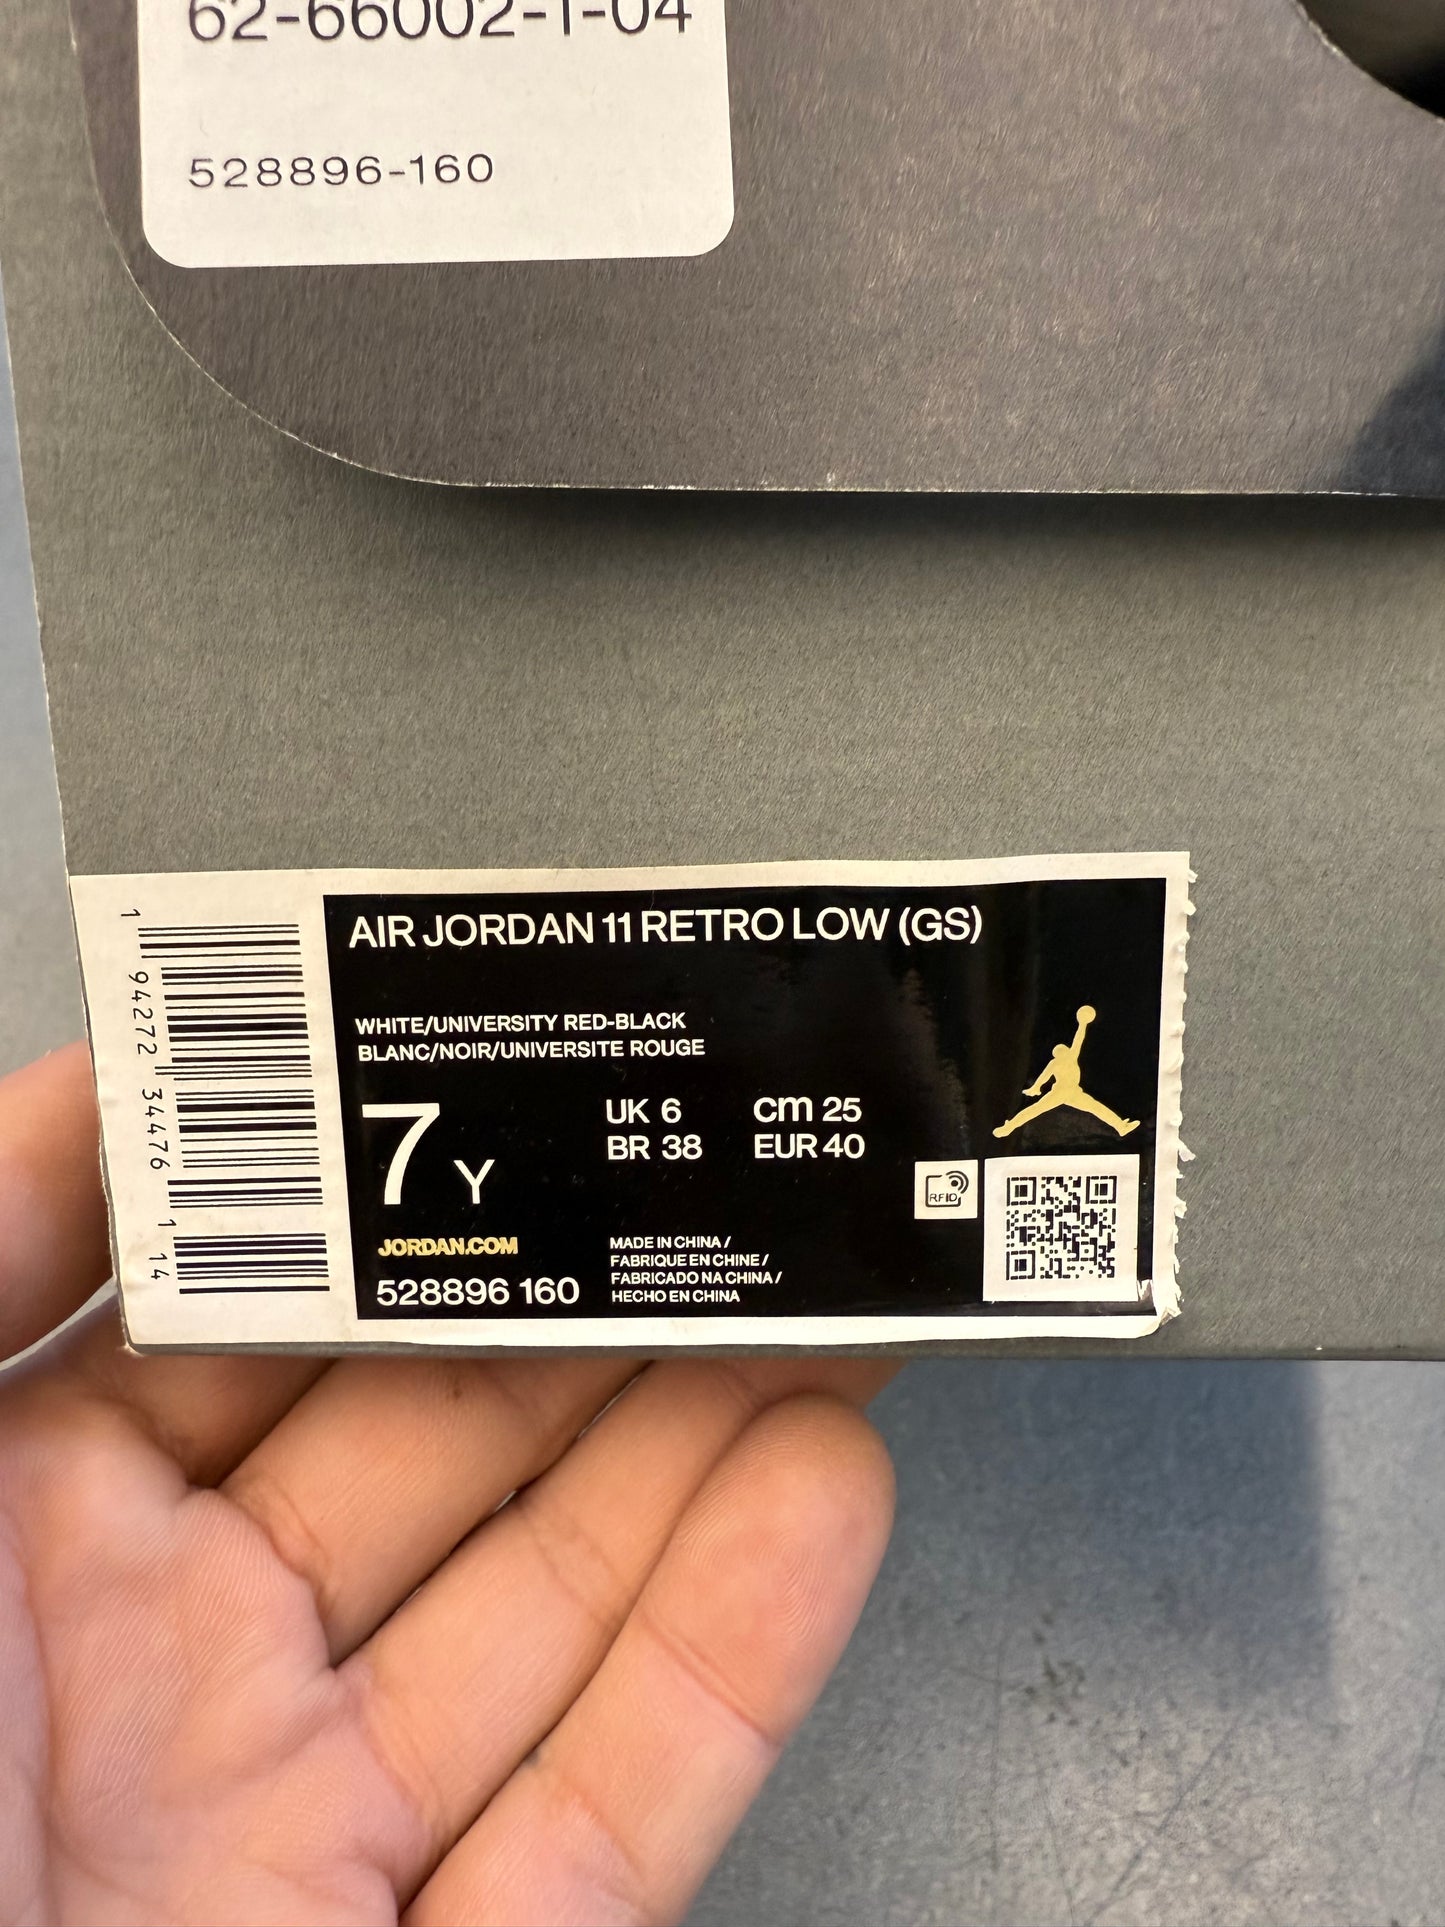 62-66002-1-04
528896-160
AIR JORDAN 11 RETRO LOW (GS)
WHITE/UNIVERSITY RED-BLACK
BLANC/NOIR/UNIVERSITE ROUGE
7 Y
UK 6 cm 25
BR 38 EUR 40
RFID
JORDAN.COM
528896 160
MADE IN CHINA /
FABRIQUE EN CHINE /
FABRICADO NA CHINA /
HECHO EN CHINA
1 94272 34476 1 14